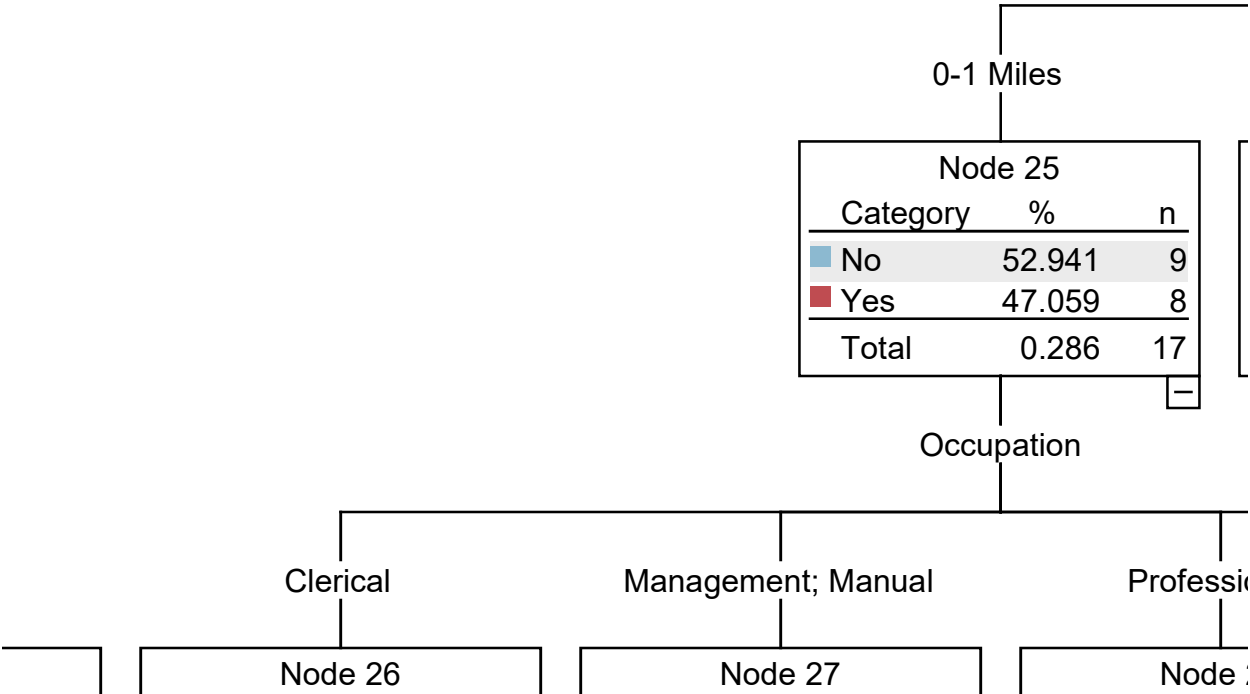 0-1 Miles
Node 25
Category % n
No 52.941 9
Yes 47.059 8
Total 0.286 17
Occupation
Clerical Management; Manual
Node 26 Node 27 Node